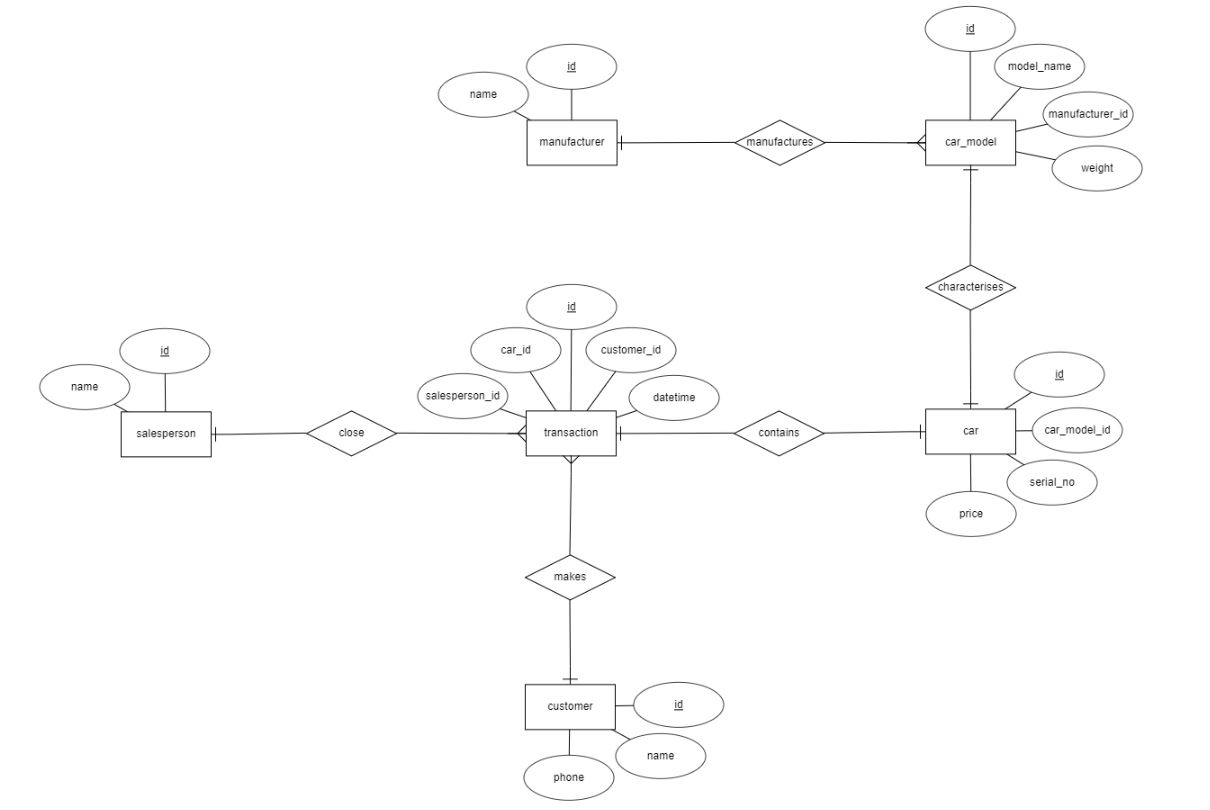 id
model_name
id
name
manufacturer_id
manufacturer
manufactures
car_model
weight
characterises
id
id
car_id
customer_id
id
name
salesperson_id
datetime
car_model_id
salesperson
close
transaction
contains
car
serial_no
price
makes
customer
id
name
phone